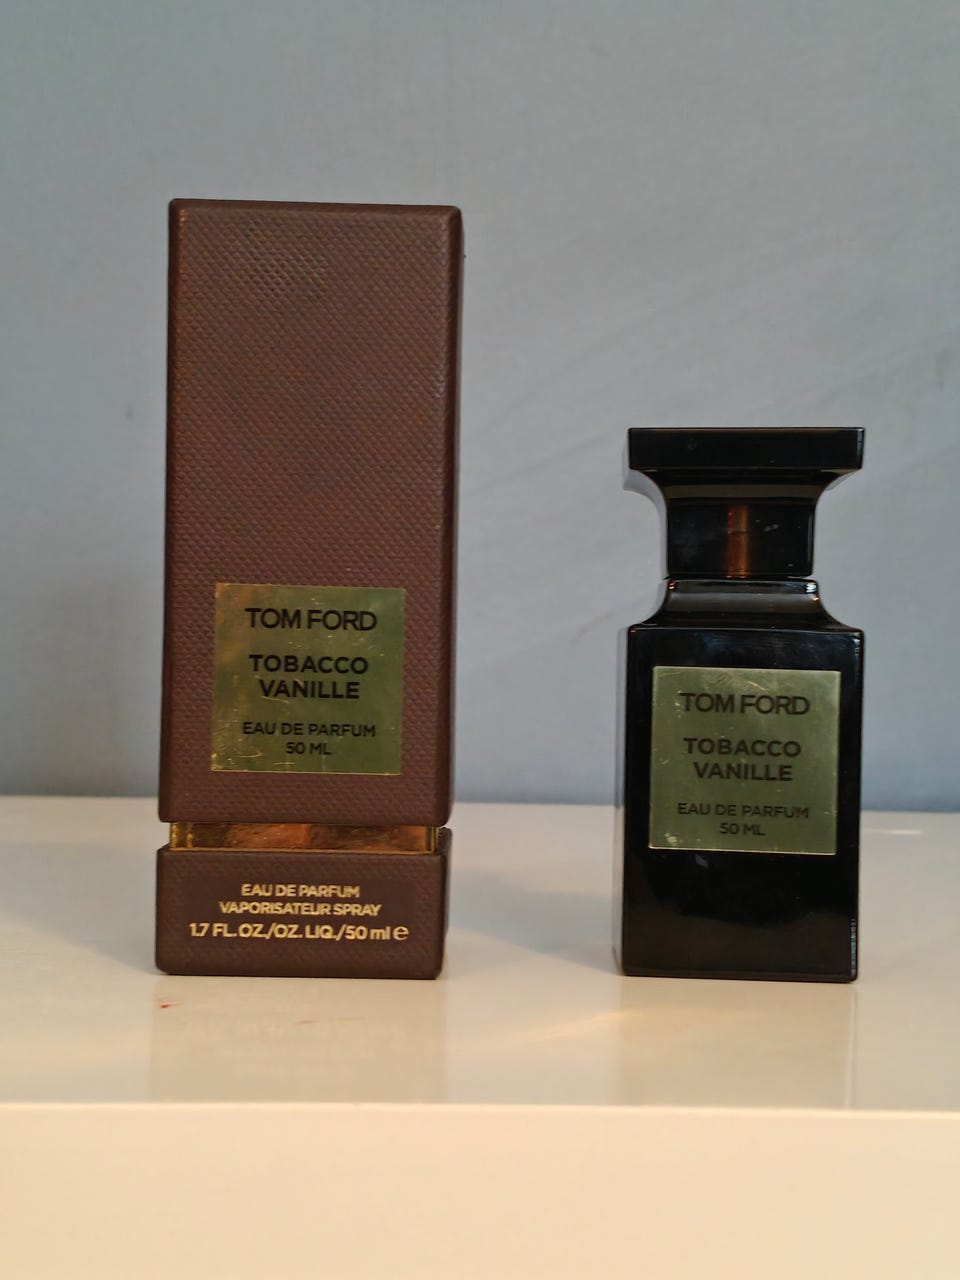 TOM FORD
TOBACCO
VANILLE
EAU DE PARFUM
50 ML
EAU DE PARFUM
VAPORISATEUR SPRAY
1.7 FL. OZ./OZ. LIQ./50 ml e
TOM FORD
TOBACCO
VANILLE
EAU DE PARFUM
50 ML